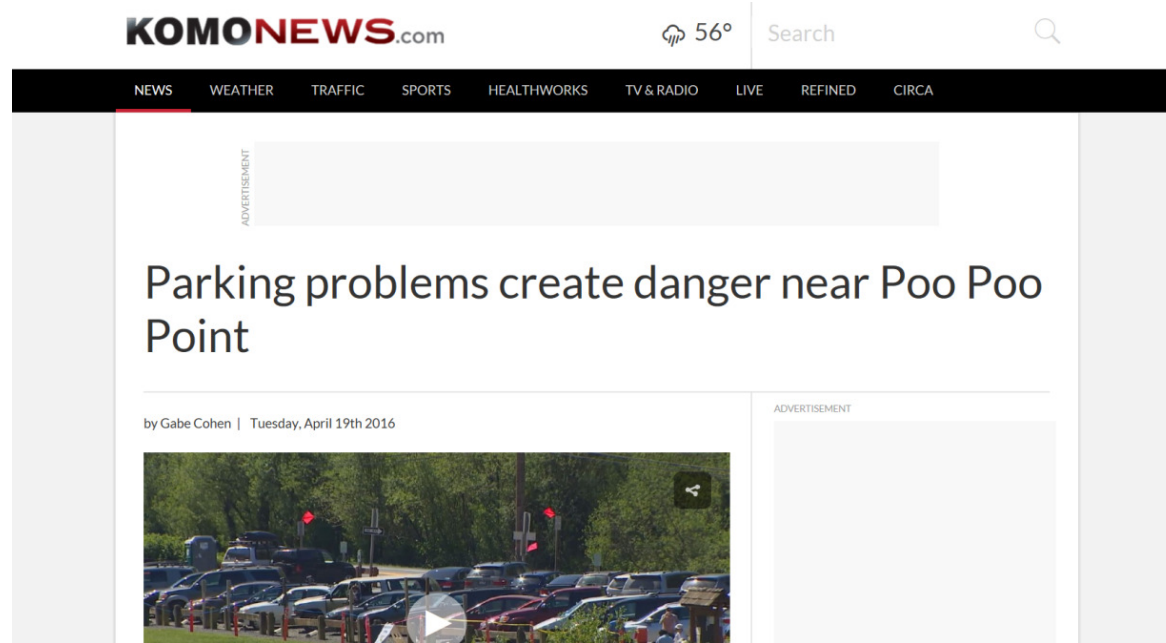 KOMONEWS.com
56°
Search
NEWS WEATHER TRAFFIC SPORTS HEALTHWORKS TV & RADIO LIVE REFINED CIRCA
ADVERTISEMENT
Parking problems create danger near Poo Poo
Point
by Gabe Cohen | Tuesday, April 19th 2016
ADVERTISEMENT